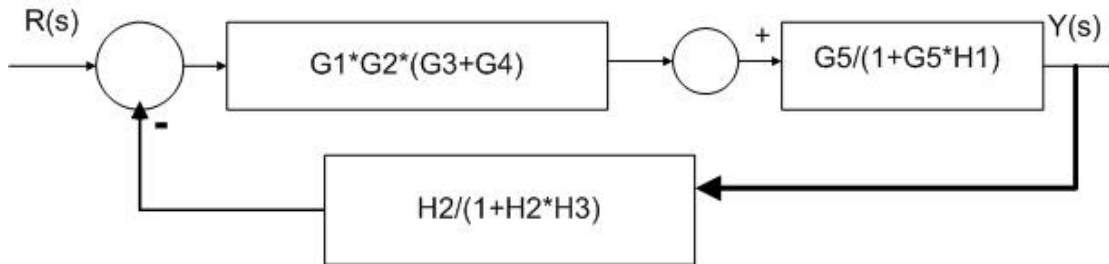 R(s)
G1*G2*(G3+G4)
+
G5/(1+G5*H1)
Y(s)
-
H2/(1+H2*H3)